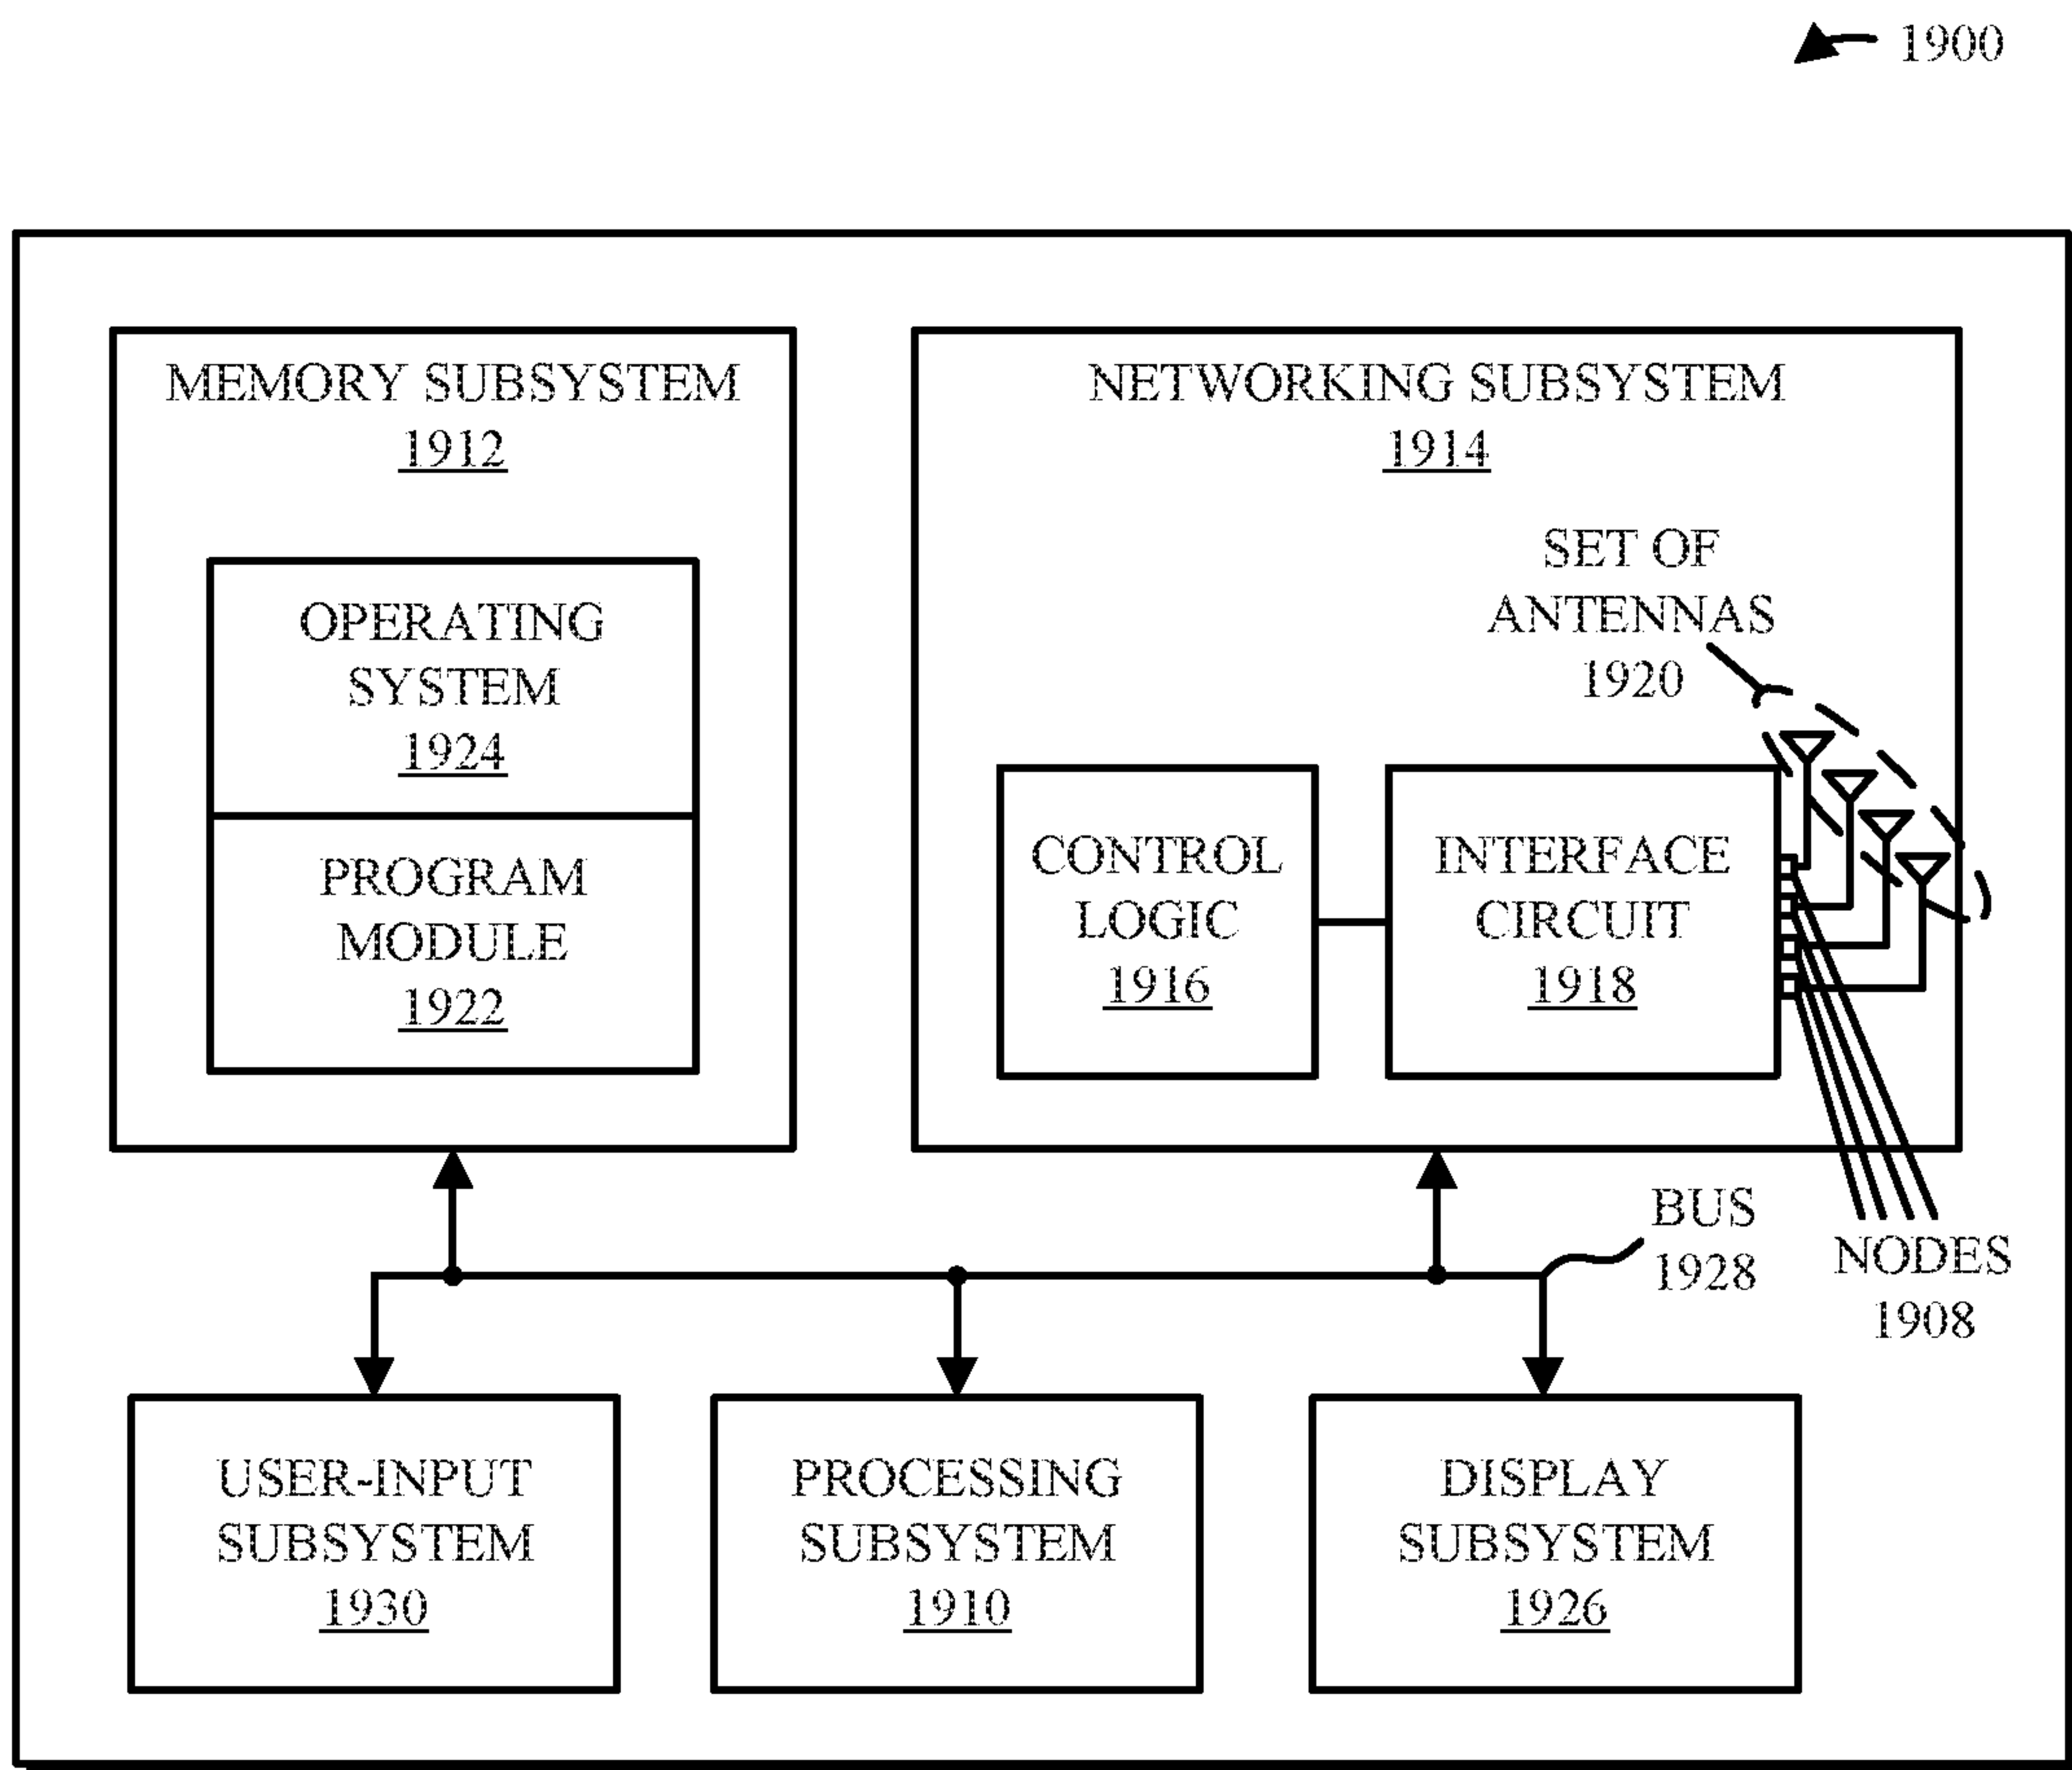 1900
MEMORY SUBSYSTEM
1912
OPERATING
SYSTEM
1924
PROGRAM
MODULE
1922
NETWORKING SUBSYSTEM
1914
SET OF
ANTENNAS
1920
CONTROL
LOGIC
1916
INTERFACE
CIRCUIT
1918
BUS
1928
NODES
1908
USER-INPUT
SUBSYSTEM
1930
PROCESSING
SUBSYSTEM
1910
DISPLAY
SUBSYSTEM
1926